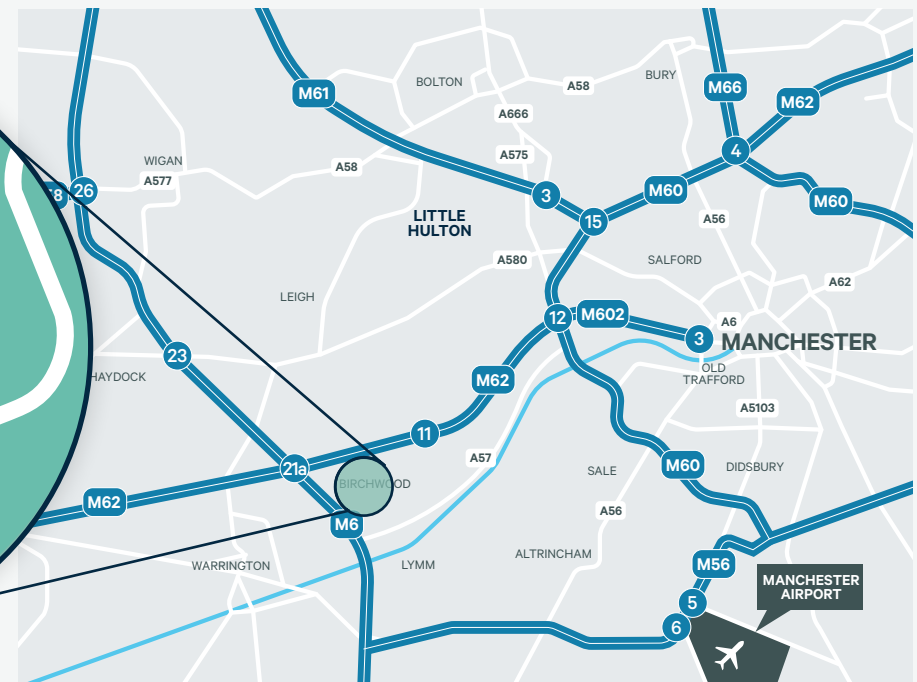 M61
BOLTON
A58
BURY
M66
M62
A666
A575
WIGAN
A577
A58
4
26
3
M60
M60
15
LITTLE
HULTON
A56
A580
SALFORD
A62
LEIGH
12
M602
A6
3
MANCHESTER
23
OLD
TRAFFORD
HAYDOCK
M62
A5103
11
A57
21a
SALE
M60
DIDSBURY
BIRCHWOOD
M62
M6
A56
WARRINGTON
LYMM
ALTRINCHAM
M56
MANCHESTER
AIRPORT
5
6